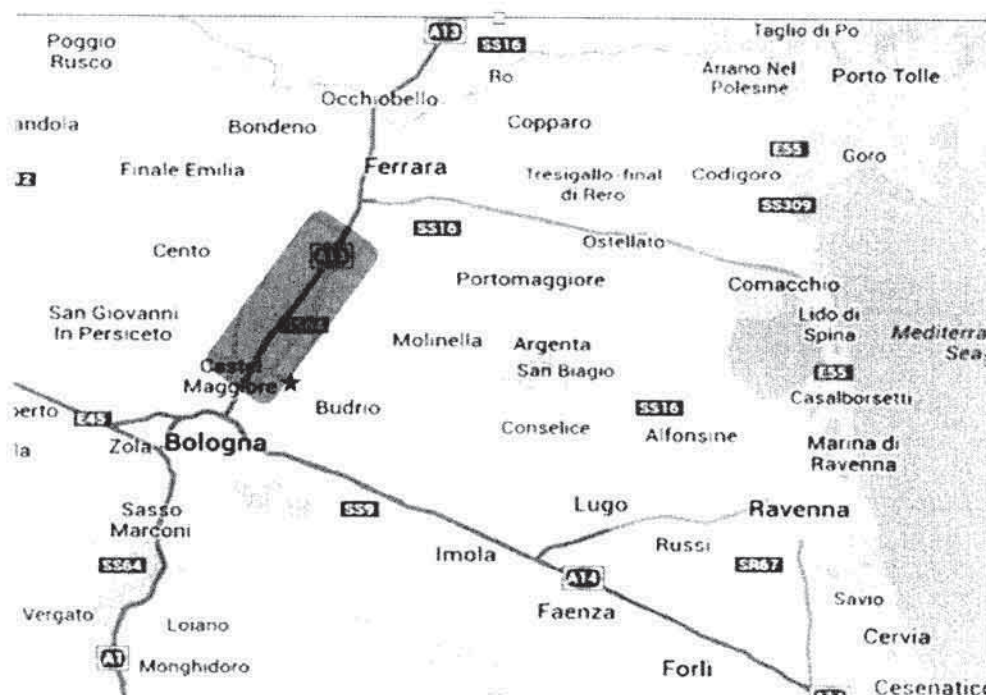 A13
SS16
Taglio di Po
Poggio
Rusco
Ro
Ariano Nel
Polesine
Porto Tolle
Occhiobello
andola
Bondeno
Copparo
E55
Goro
Finale Emilia
Ferrara
Tresigallo-final
di Rero
Codigoro
SS309
SS16
Cento
Ostellato
Portomaggiore
Comacchio
San Giovanni
In Persiceto
Lido di
Spina
Mediterra
Sea
Molinella
Argenta
San Biagio
Castel
Maggiore
E55
Casalborsetti
Budrio
SS16
E45
Conselice
Alfonsine
Zola
Bologna
Marina di
Ravenna
Sasso
Marconi
SS9
Lugo
Ravenna
Imola
Russi
SS64
A14
SR67
Vergato
Loiano
Faenza
Savio
Cervia
A1
Monghidoro
Forlì
Cesenatico